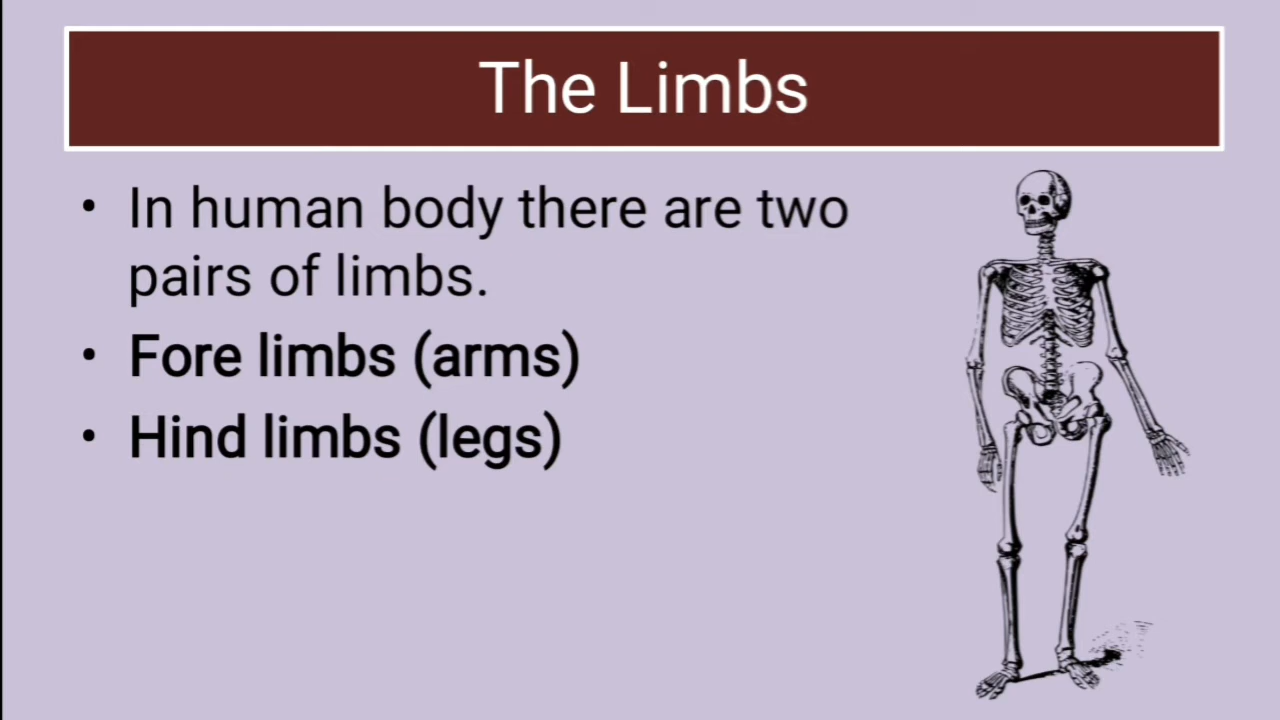 The Limbs
• In human body there are two
pairs of limbs.
• Fore limbs (arms)
• Hind limbs (legs)